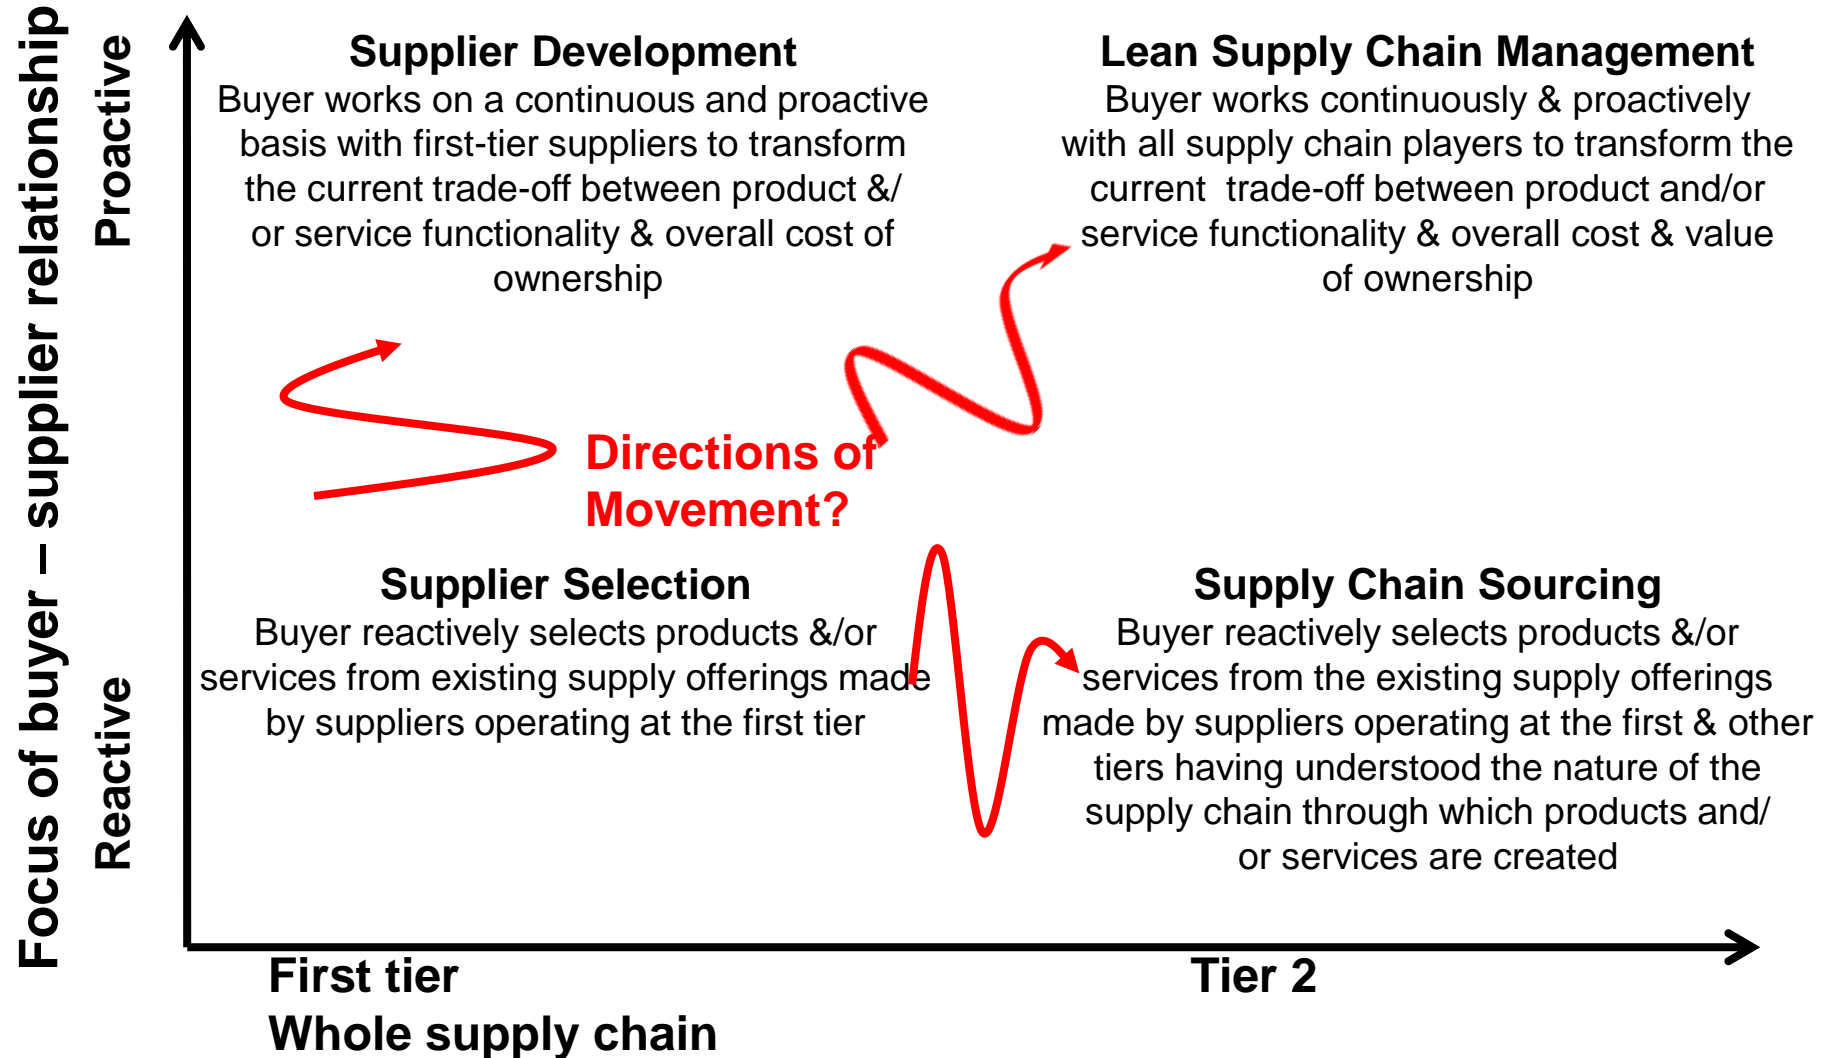 Focus of buyer – supplier relationship
Proactive
Reactive
Supplier Development
Buyer works on a continuous and proactive
basis with first-tier suppliers to transform
the current trade-off between product &/
or service functionality & overall cost of
ownership
Lean Supply Chain Management
Buyer works continuously & proactively
with all supply chain players to transform the
current trade-off between product and/or
service functionality & overall cost & value
of ownership
Directions of
Movement?
Supplier Selection
Buyer reactively selects products &/or
services from existing supply offerings made
by suppliers operating at the first tier
Supply Chain Sourcing
Buyer reactively selects products &/or
services from the existing supply offerings
made by suppliers operating at the first & other
tiers having understood the nature of the
supply chain through which products and/
or services are created
First tier
Tier 2
Whole supply chain